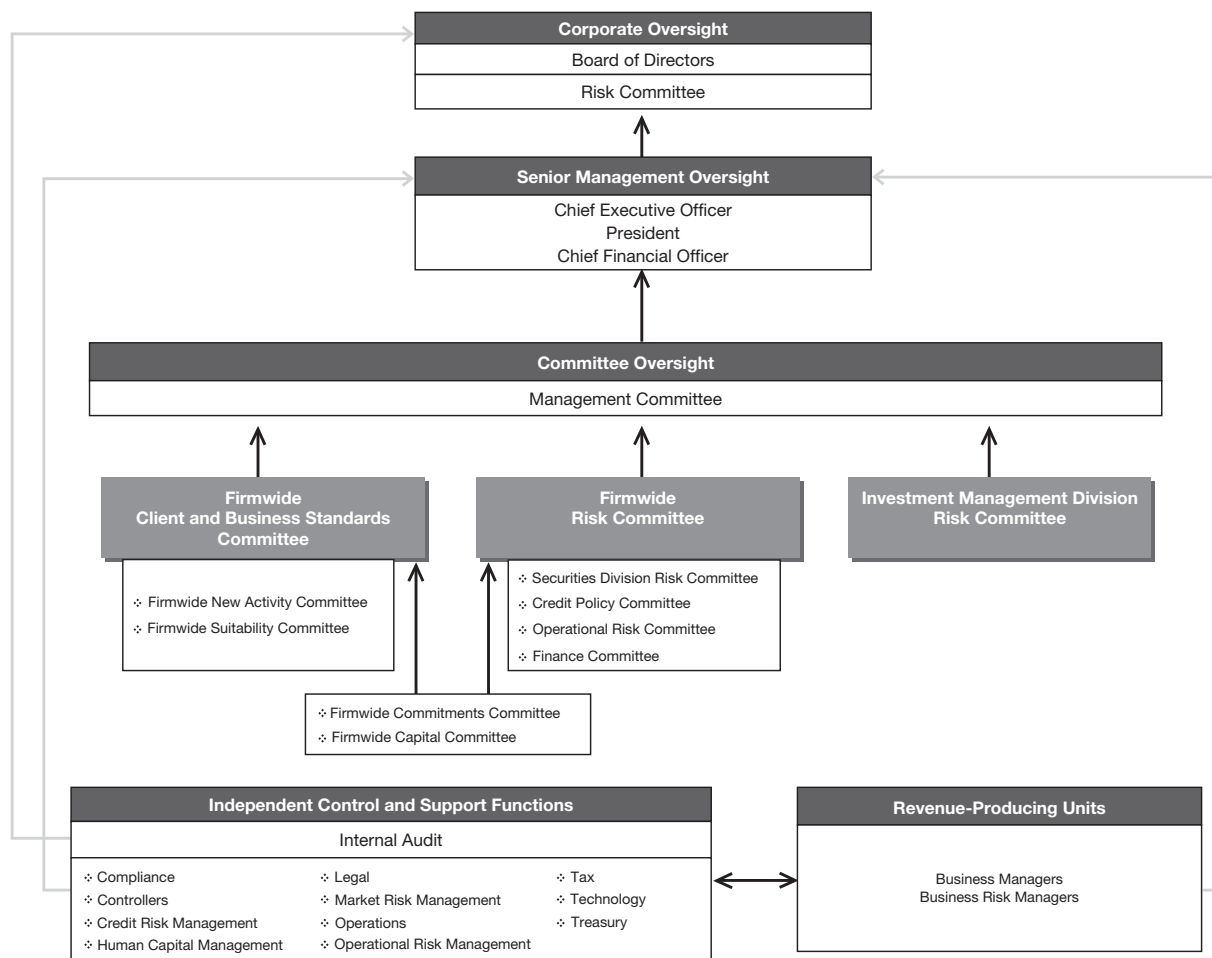 Corporate Oversight
Board of Directors
Risk Committee
Senior Management Oversight
Chief Executive Officer
President
Chief Financial Officer
Committee Oversight
Management Committee
Firmwide
Client and Business Standards
Committee
❖ Firmwide New Activity Committee
❖ Firmwide Suitability Committee
Firmwide
Risk Committee
❖ Securities Division Risk Committee
❖ Credit Policy Committee
❖ Operational Risk Committee
❖ Finance Committee
Investment Management Division
Risk Committee
❖ Firmwide Commitments Committee
❖ Firmwide Capital Committee
Independent Control and Support Functions
Internal Audit
❖ Compliance
❖ Controllers
❖ Credit Risk Management
❖ Human Capital Management
❖ Legal
❖ Market Risk Management
❖ Operations
❖ Operational Risk Management
❖ Tax
❖ Technology
❖ Treasury
Revenue-Producing Units
Business Managers
Business Risk Managers